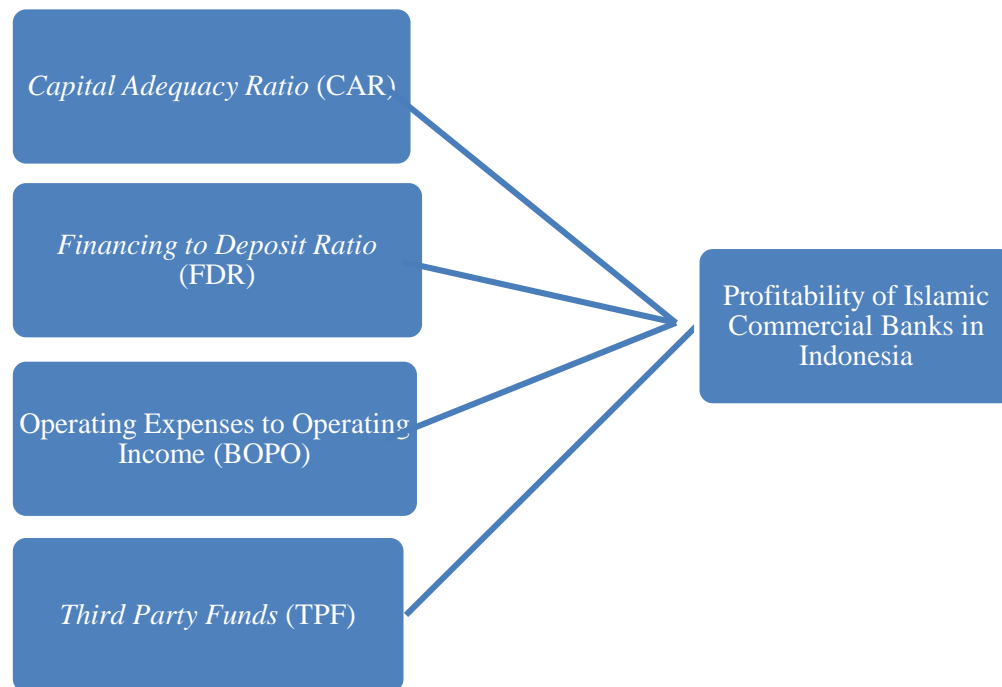 Capital Adequacy Ratio (CAR)
Financing to Deposit Ratio
(FDR)
Operating Expenses to Operating
Income (BOPO)
Third Party Funds (TPF)
Profitability of Islamic
Commercial Banks in
Indonesia